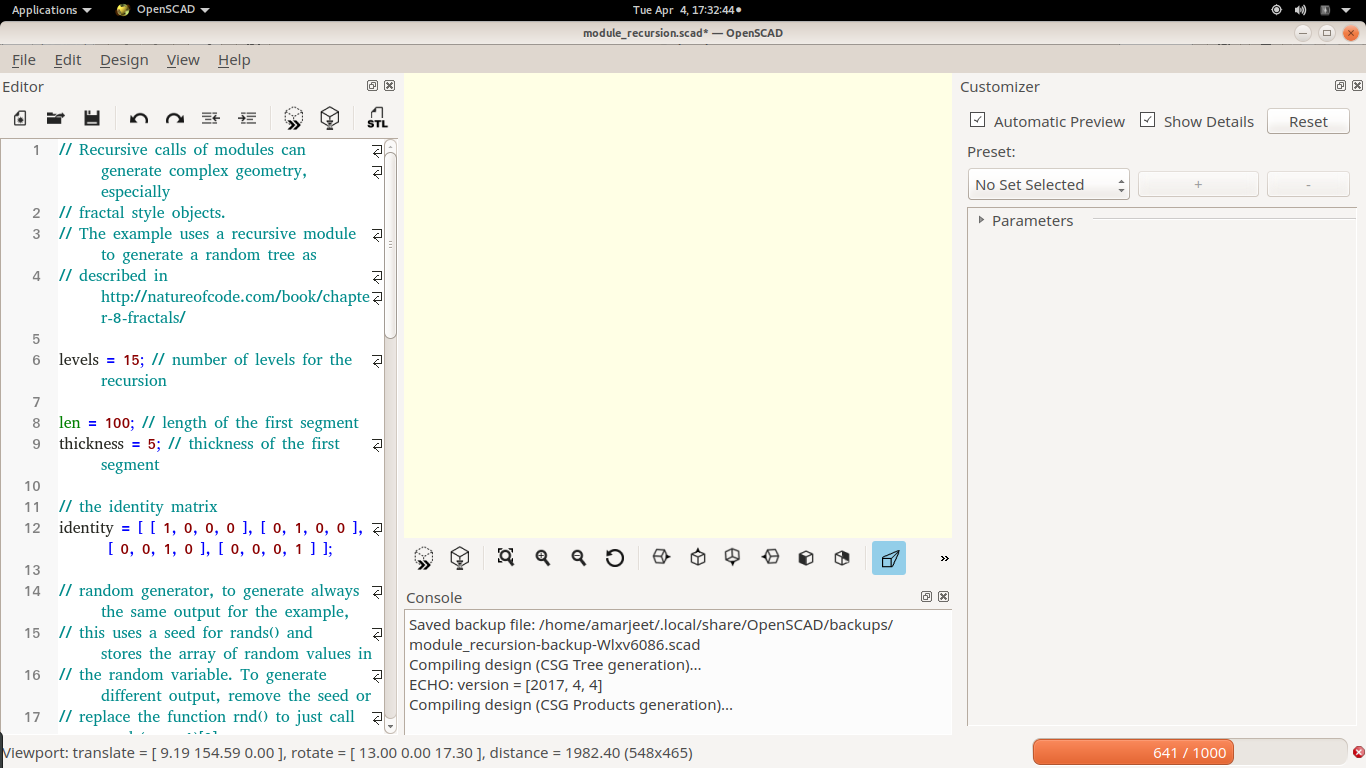 Applications
OpenSCAD
Tue Apr 4, 17:32:44
module_recursion.scad* — OpenSCAD
File Edit Design View Help
Editor
STL
1 // Recursive calls of modules can
generate complex geometry,
especially
2 // fractal style objects.
3 // The example uses a recursive module
to generate a random tree as
4 // described in
http://natureofcode.com/book/chapte
r-8-fractals/
5
6 levels = 15; // number of levels for the
recursion
7
8 len = 100; // length of the first segment
9 thickness = 5; // thickness of the first
segment
10
11 // the identity matrix
12 identity = [ [ 1, 0, 0, 0 ], [ 0, 1, 0, 0 ],
[ 0, 0, 1, 0 ], [ 0, 0, 0, 1 ] ];
13
14 // random generator, to generate always
the same output for the example,
15 // this uses a seed for rands() and
stores the array of random values in
16 // the random variable. To generate
different output, remove the seed or
17 // replace the function rnd() to just call
»
Console
Saved backup file: /home/amarjeet/.local/share/OpenSCAD/backups/
module_recursion-backup-Wlxv6086.scad
Compiling design (CSG Tree generation)...
ECHO: version = [2017, 4, 4]
Compiling design (CSG Products generation)...
Customizer
Automatic Preview
Show Details
Reset
Preset:
No Set Selected
+
-
Parameters
Viewport: translate = [ 9.19 154.59 0.00 ], rotate = [ 13.00 0.00 17.30 ], distance = 1982.40 (548x465)
641 / 1000